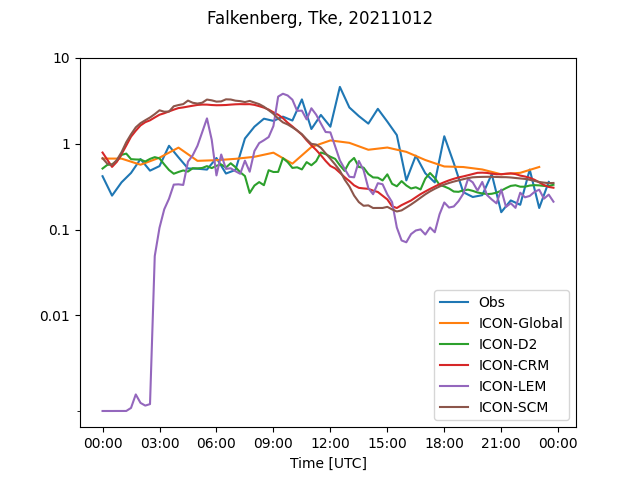 Falkenberg, Tke, 20211012
10
1
0.1
0.01
Obs
ICON-Global
ICON-D2
ICON-CRM
ICON-LEM
ICON-SCM
00:00 03:00 06:00 09:00 12:00 15:00 18:00 21:00 00:00
Time [UTC]